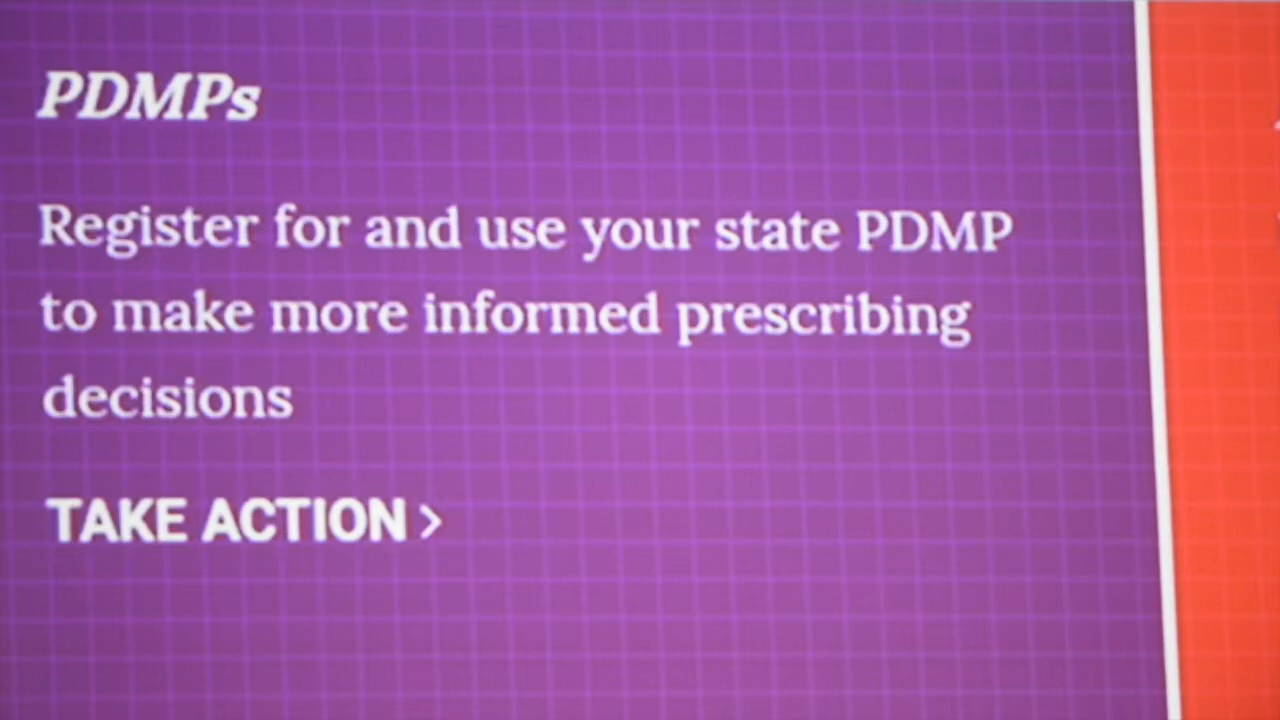 PDMPs
Register for and use your state PDMP
to make more informed prescribing
decisions
TAKE ACTION >